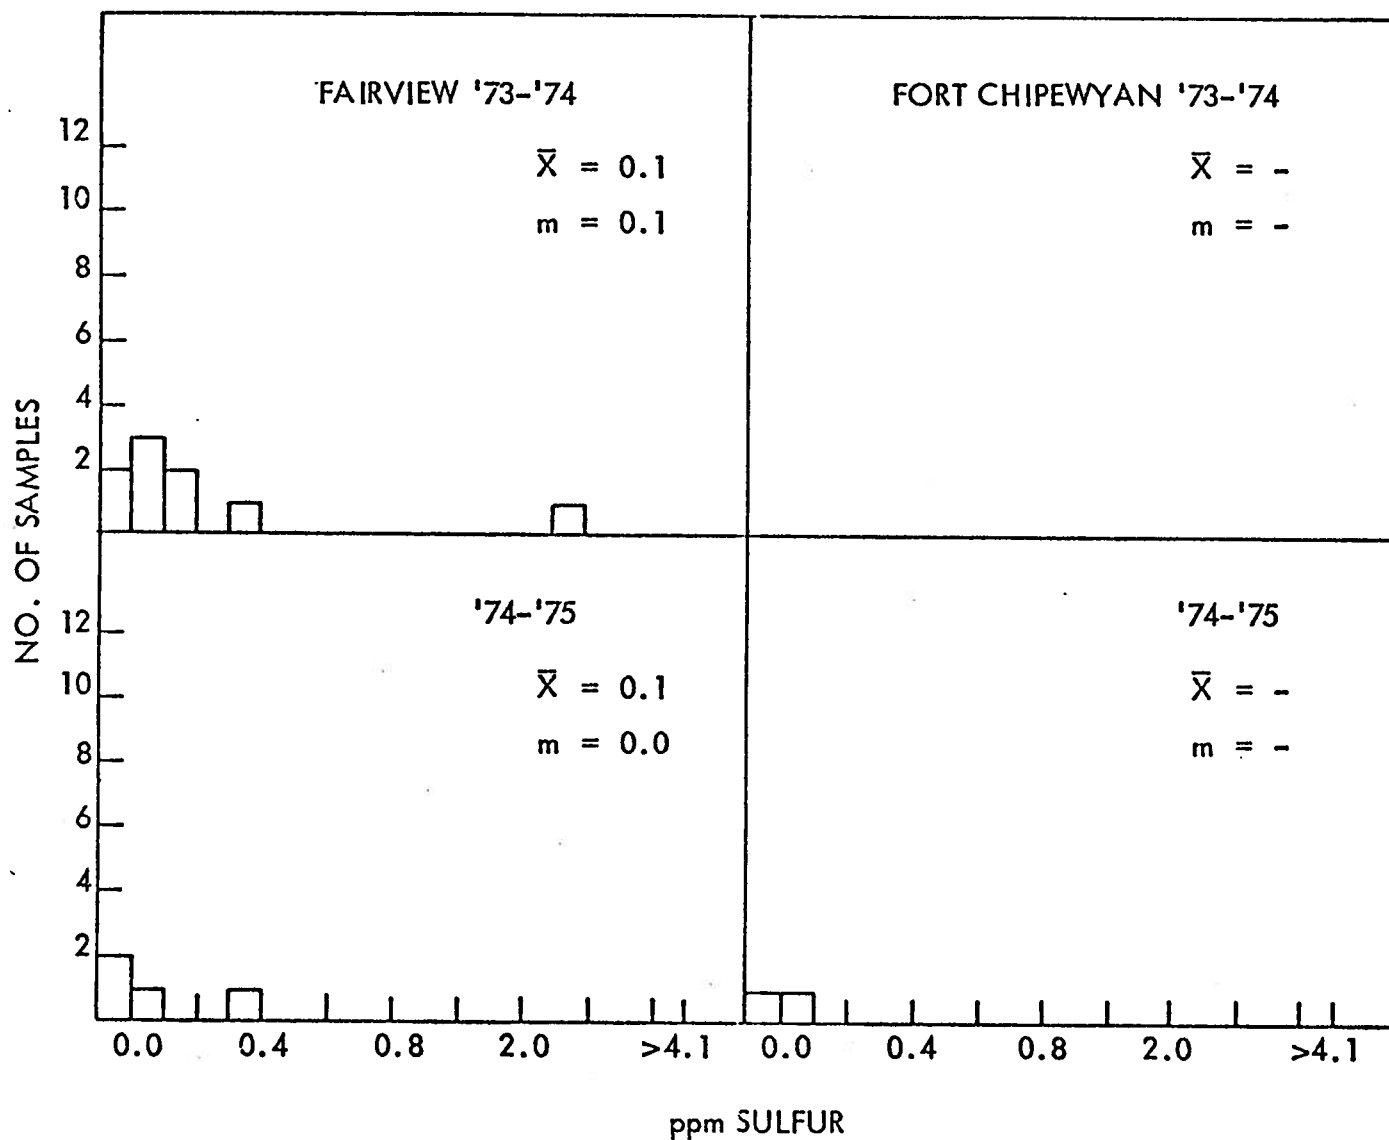 FAIRVIEW '73-'74
X̄ = 0.1
m = 0.1
12
10
8
6
4
2
FORT CHIPEWYAN '73-'74
X̄ = -
m = -
NO. OF SAMPLES
'74-'75
X̄ = 0.1
m = 0.0
12
10
8
6
4
2
0.0 0.4 0.8 2.0 >4.1
'74-'75
X̄ = -
m = -
0.0 0.4 0.8 2.0 >4.1
ppm SULFUR